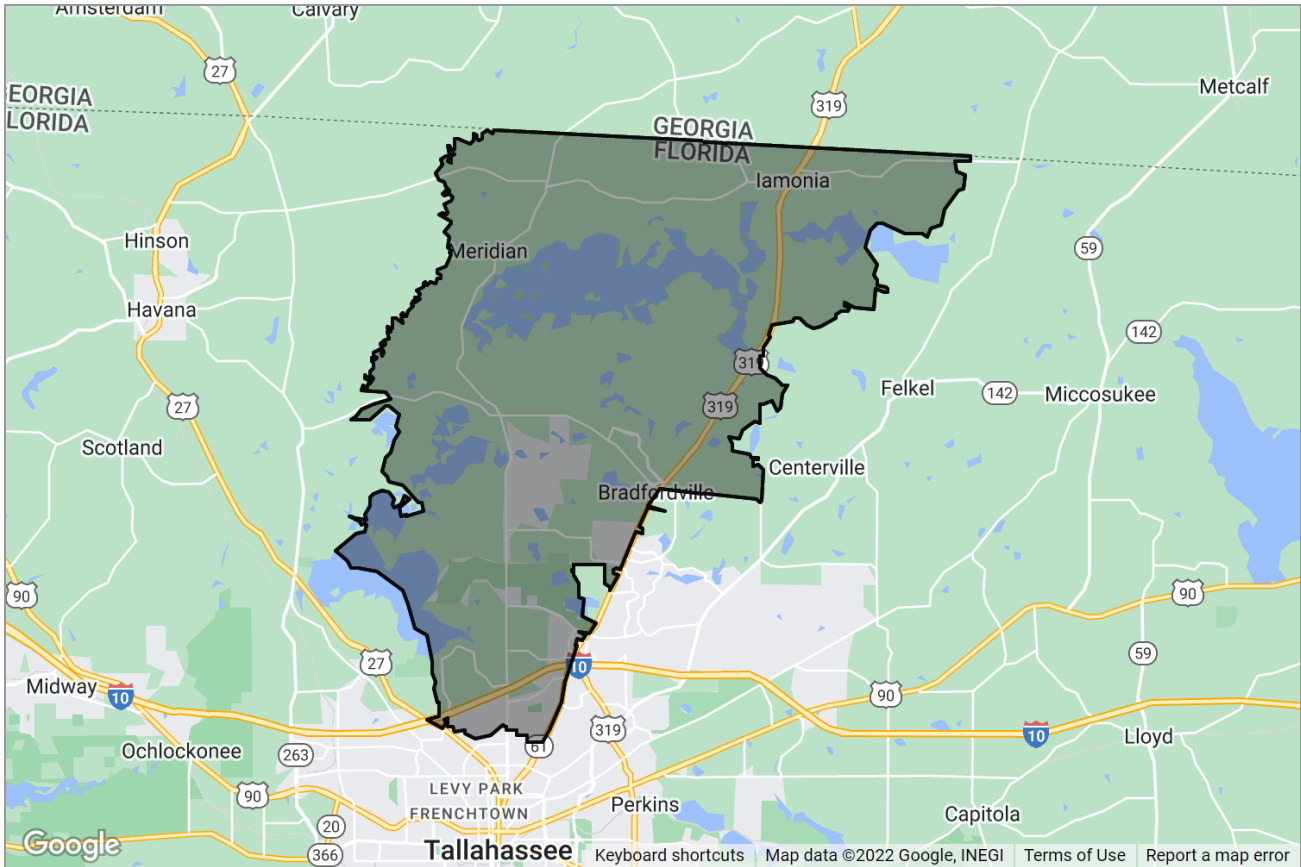 Amsterdam
Calvary
27
Metcalf
EORGIA
LORIDA
319
GEORGIA
FLORIDA
Iamonia
Hinson
Meridian
59
Havana
142
319
27
319
Felkel
142
Miccosukee
Scotland
Centerville
Bradfordville
90
90
27
10
59
Midway
10
90
319
10
Lloyd
Ochlockonee
263
61
LEVY PARK
90
FRENCHTOWN
Perkins
Capitola
20
Google
366
Tallahassee
Keyboard shortcuts
Map data ©2022 Google, INEGI
Terms of Use
Report a map error